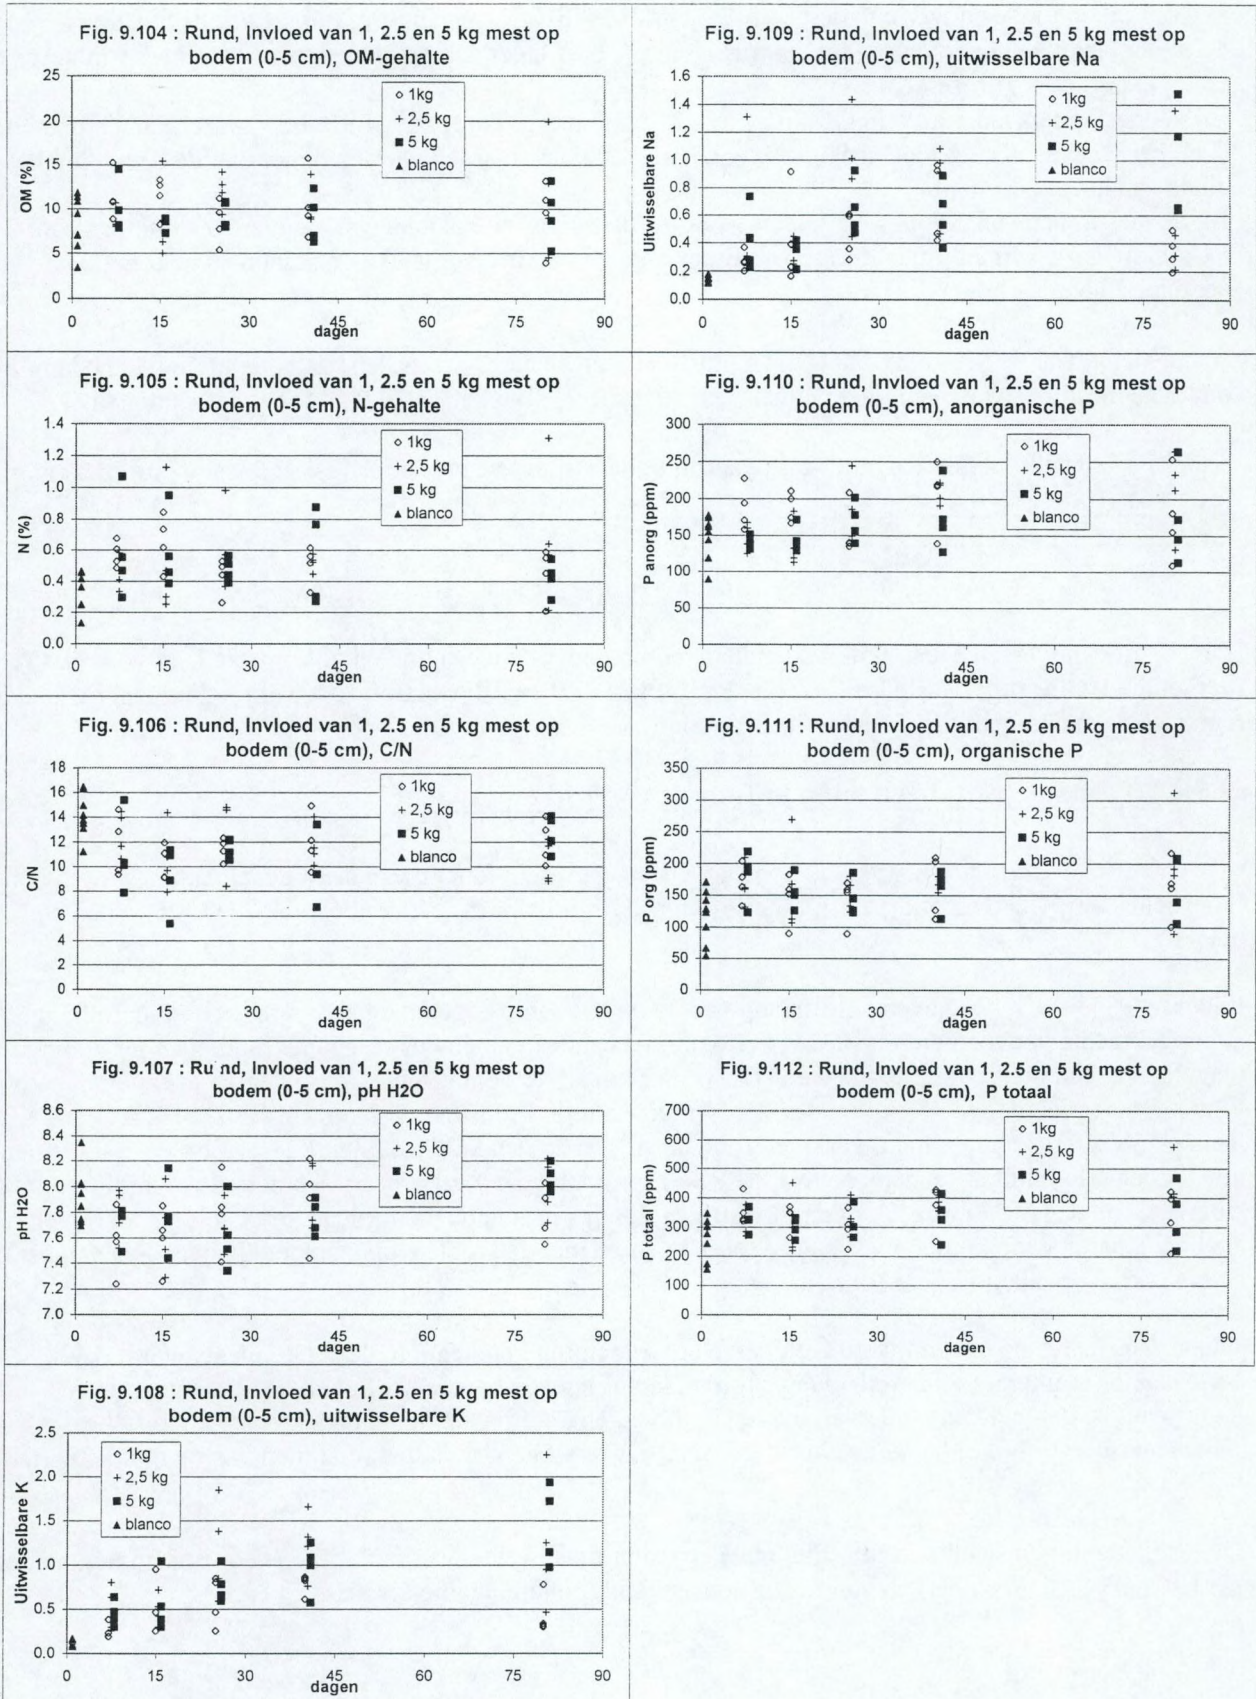 Fig. 9.104 : Rund, Invloed van 1, 2.5 en 5 kg mest op
bodem (0-5 cm), OM-gehalte
OM (%)
25
20
15
10
5
0
0 15 30 45 60 75 90
dagen
1kg
2,5 kg
5 kg
blanco
Fig. 9.109 : Rund, Invloed van 1, 2.5 en 5 kg mest op
bodem (0-5 cm), uitwisselbare Na
Uitwisselbare Na
1.6
1.4
1.2
1.0
0.8
0.6
0.4
0.2
0.0
0 15 30 45 60 75 90
dagen
1kg
2,5 kg
5 kg
blanco
Fig. 9.105 : Rund, Invloed van 1, 2.5 en 5 kg mest op
bodem (0-5 cm), N-gehalte
N (%)
1.4
1.2
1.0
0.8
0.6
0.4
0.2
0.0
0 15 30 45 60 75 90
dagen
1kg
2,5 kg
5 kg
blanco
Fig. 9.110 : Rund, Invloed van 1, 2.5 en 5 kg mest op
bodem (0-5 cm), anorganische P
P anorg (ppm)
300
250
200
150
100
50
0
0 15 30 45 60 75 90
dagen
1kg
2,5 kg
5 kg
blanco
Fig. 9.106 : Rund, Invloed van 1, 2.5 en 5 kg mest op
bodem (0-5 cm), C/N
C/N
18
16
14
12
10
8
6
4
2
0
0 15 30 45 60 75 90
dagen
1kg
2,5 kg
5 kg
blanco
Fig. 9.111 : Rund, Invloed van 1, 2.5 en 5 kg mest op
bodem (0-5 cm), organische P
P org (ppm)
350
300
250
200
150
100
50
0
0 15 30 45 60 75 90
dagen
1kg
2,5 kg
5 kg
blanco
Fig. 9.107 : Rund, Invloed van 1, 2.5 en 5 kg mest op
bodem (0-5 cm), pH H2O
pH H2O
8.6
8.4
8.2
8.0
7.8
7.6
7.4
7.2
7.0
0 15 30 45 60 75 90
dagen
1kg
2,5 kg
5 kg
blanco
Fig. 9.112 : Rund, Invloed van 1, 2.5 en 5 kg mest op
bodem (0-5 cm), P totaal
P totaal (ppm)
700
600
500
400
300
200
100
0
0 15 30 45 60 75 90
dagen
1kg
2,5 kg
5 kg
blanco
Fig. 9.108 : Rund, Invloed van 1, 2.5 en 5 kg mest op
bodem (0-5 cm), uitwisselbare K
Uitwisselbare K
2.5
2.0
1.5
1.0
0.5
0.0
0 15 30 45 60 75 90
dagen
1kg
2,5 kg
5 kg
blanco